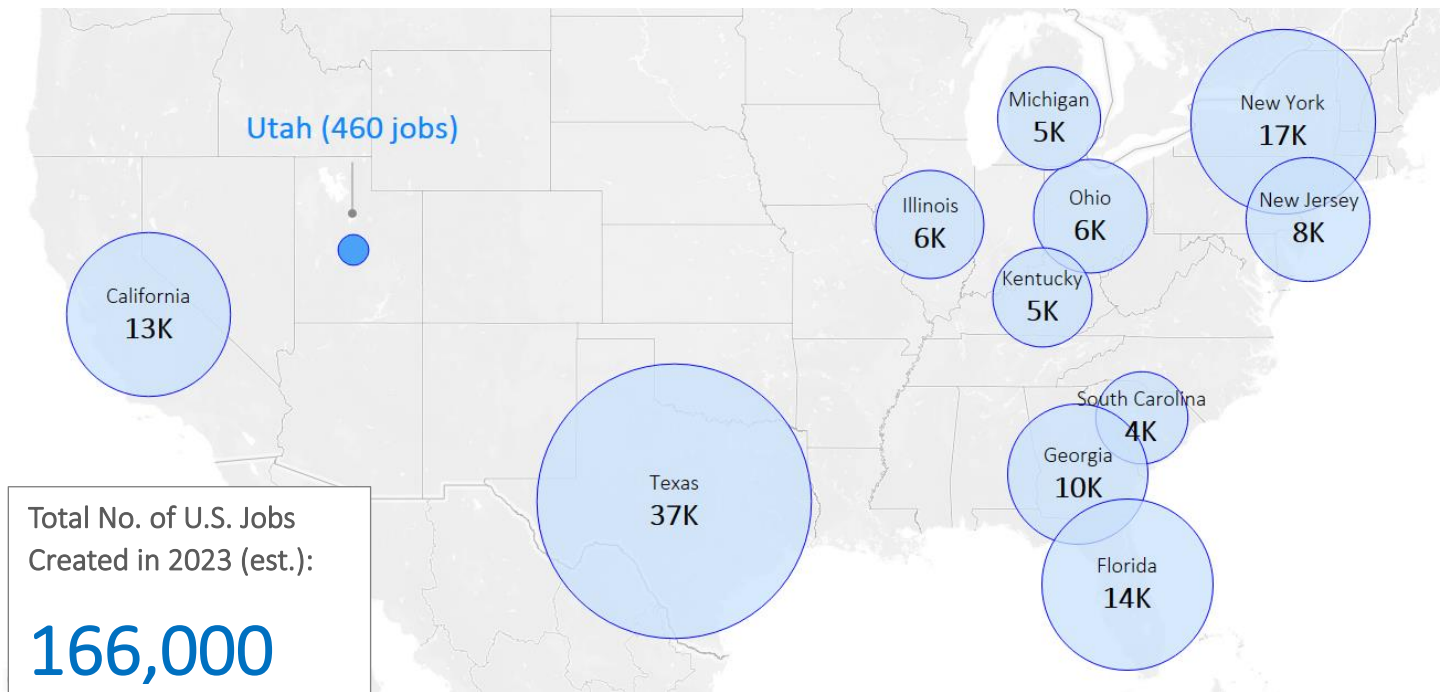 Utah (460 jobs)
Michigan
5K
New York
17K
Illinois
6K
Ohio
6K
New Jersey
8K
Kentucky
5K
California
13K
South Carolina
4K
Georgia
10K
Texas
37K
Florida
14K
Total No. of U.S. Jobs
Created in 2023 (est.):
166,000